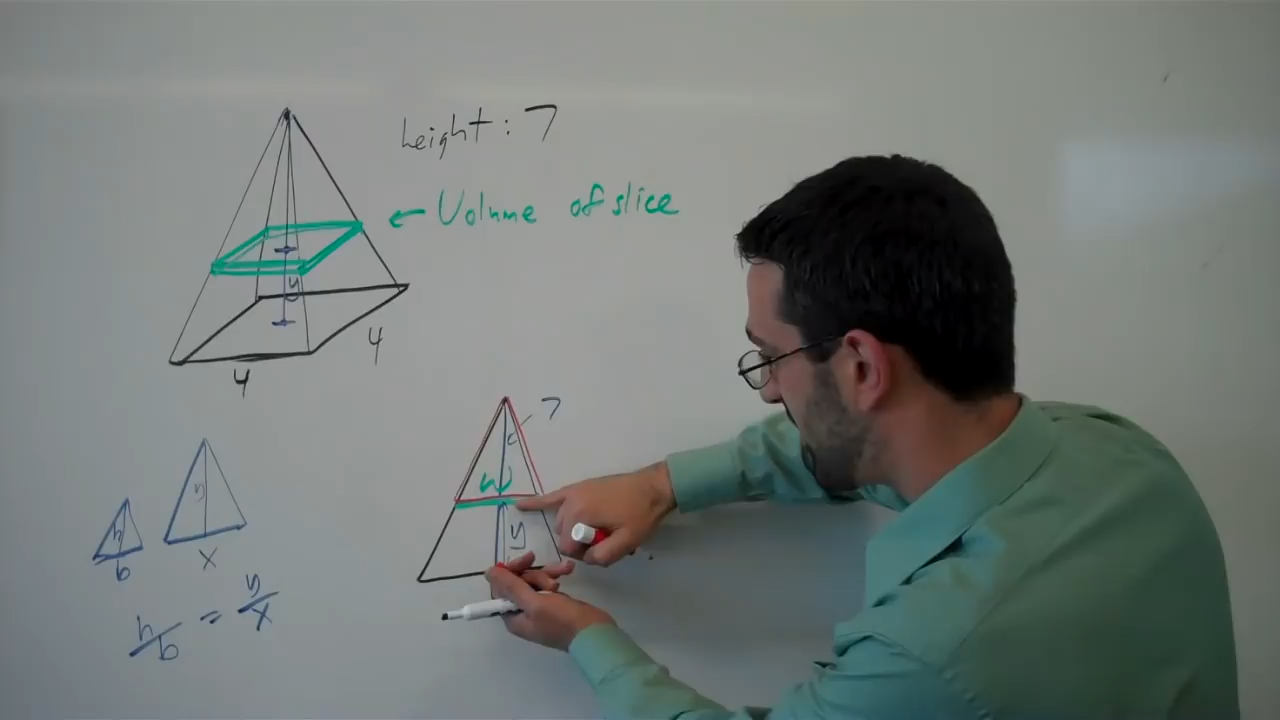 height: 7
← Volume of slice
y
4
4
7
w
y
h
y
b
x
h/b = y/x